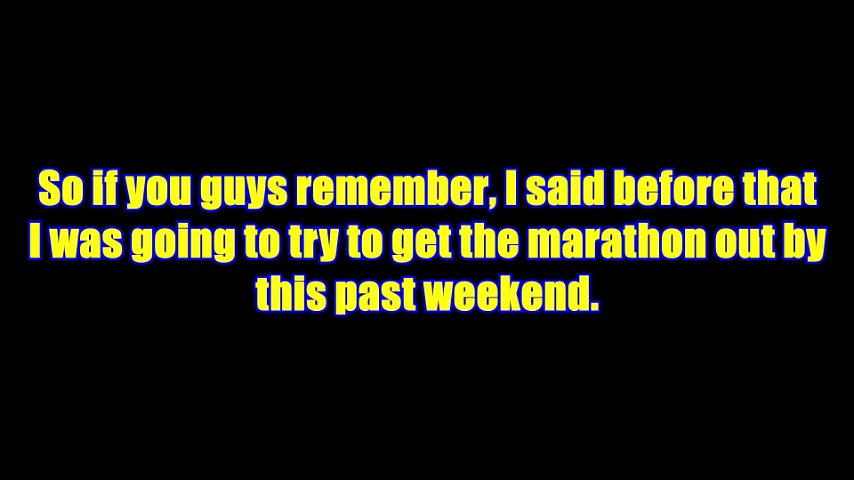 So if you guys remember, I said before that
I was going to try to get the marathon out by
this past weekend.